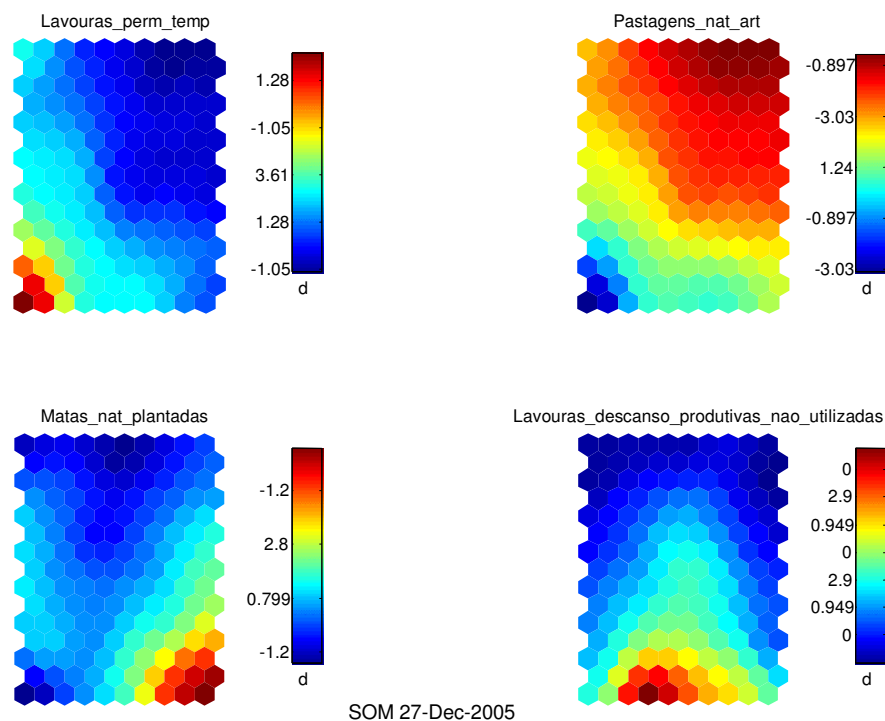 Lavouras_perm_temp
1.28
-1.05
3.61
1.28
-1.05
d
Pastagens_nat_art
-0.897
-3.03
1.24
-0.897
-3.03
d
Matas_nat_plantadas
-1.2
2.8
0.799
-1.2
d
Lavouras_descanso_produtivas_nao_utilizadas
0
2.9
0.949
0
2.9
0.949
0
d
SOM 27-Dec-2005